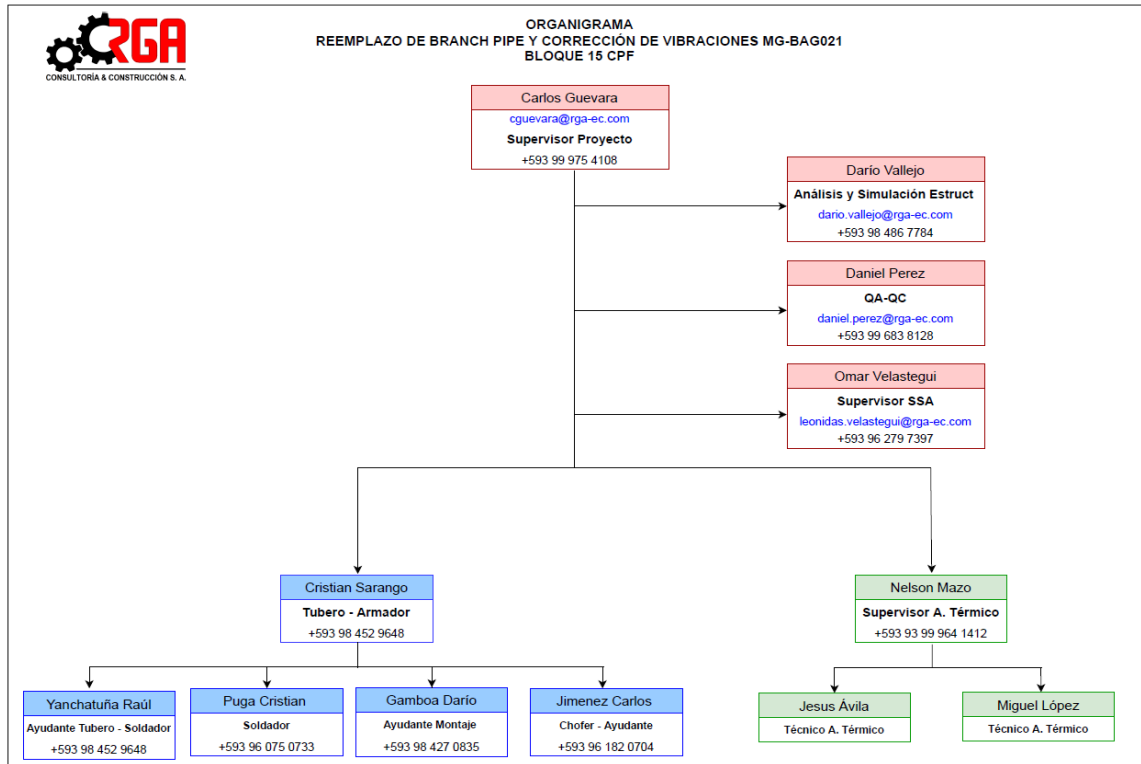 RGA
CONSULTORÍA & CONSTRUCCIÓN S. A.
ORGANIGRAMA
REEMPLAZO DE BRANCH PIPE Y CORRECCIÓN DE VIBRACIONES MG-BAG021
BLOQUE 15 CPF
Carlos Guevara
cguevara@rga-ec.com
Supervisor Proyecto
+593 99 975 4108
Darío Vallejo
Análisis y Simulación Estruct
dario.vallejo@rga-ec.com
+593 98 486 7784
Daniel Perez
QA-QC
daniel.perez@rga-ec.com
+593 99 683 8128
Omar Velastegui
Supervisor SSA
leonidas.velastegui@rga-ec.com
+593 96 279 7397
Cristian Sarango
Tubero - Armador
+593 98 452 9648
Nelson Mazo
Supervisor A. Térmico
+593 93 99 964 1412
Yanchatuña Raúl
Ayudante Tubero - Soldador
+593 98 452 9648
Puga Cristian
Soldador
+593 96 075 0733
Gamboa Darío
Ayudante Montaje
+593 98 427 0835
Jimenez Carlos
Chofer - Ayudante
+593 96 182 0704
Jesus Ávila
Técnico A. Térmico
Miguel López
Técnico A. Térmico